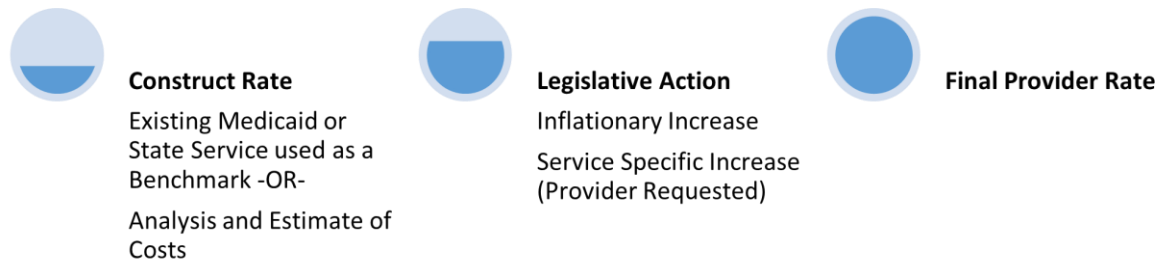 Construct Rate
Existing Medicaid or
State Service used as a
Benchmark -OR-
Analysis and Estimate of
Costs
Legislative Action
Inflationary Increase
Service Specific Increase
(Provider Requested)
Final Provider Rate